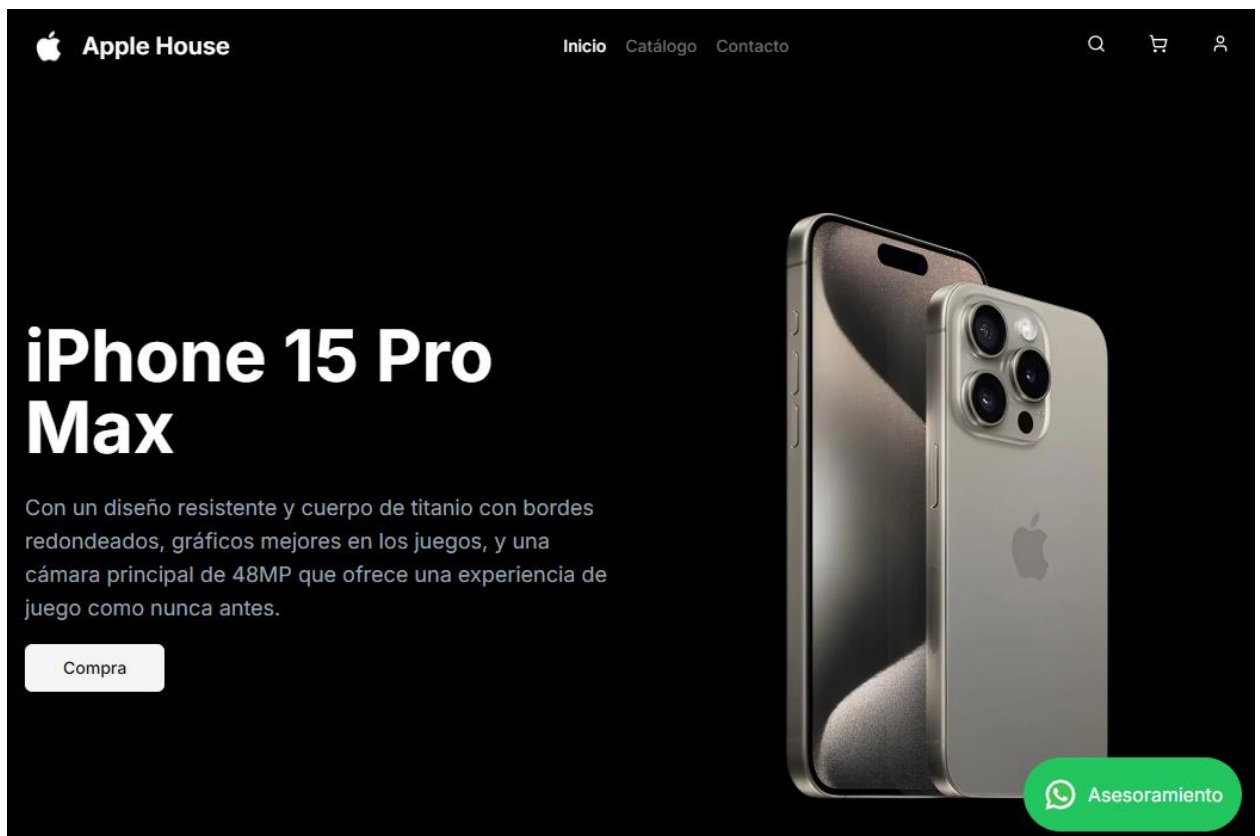 Apple House
Inicio Catálogo Contacto
iPhone 15 Pro
Max
Con un diseño resistente y cuerpo de titanio con bordes
redondeados, gráficos mejores en los juegos, y una
cámara principal de 48MP que ofrece una experiencia de
juego como nunca antes.
Compra
Asesoramiento